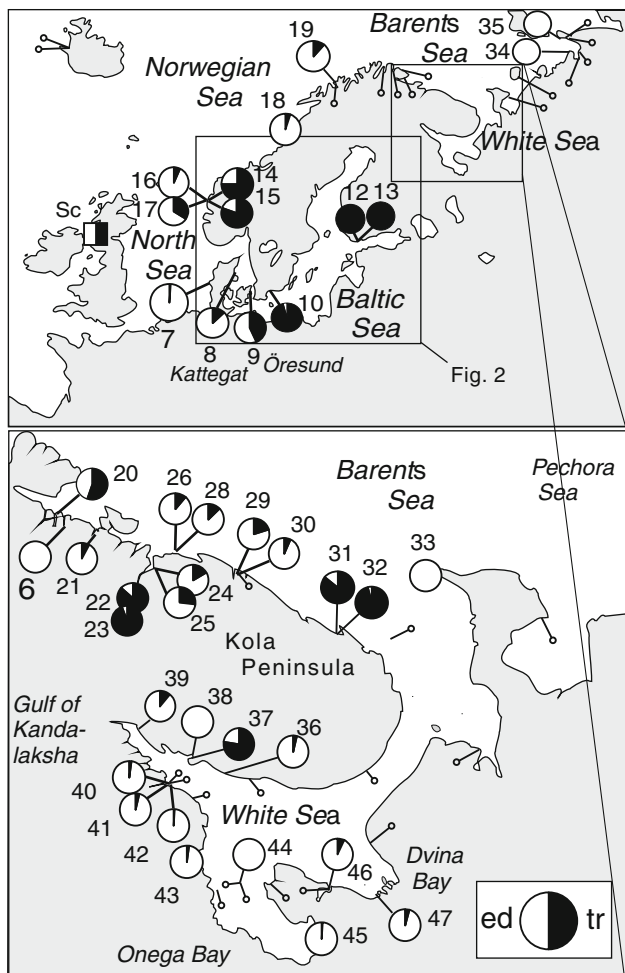 19
Barents
Sea
35
34
Norwegian
Sea
18
White Sea
16
14
12
13
Sc
17
15
North
Sea
10
Baltic
Sea
7
8
9
Kattegat
Öresund
Fig. 2
20
26
28
29
30
Barents
Sea
Pechora
Sea
31
32
33
6
21
22
24
23
25
Kola
Peninsula
39
38
37
36
Gulf of
Kanda-
laksha
40
White Sea
41
42
44
46
Dvina
Bay
43
47
45
Onega Bay
ed
tr